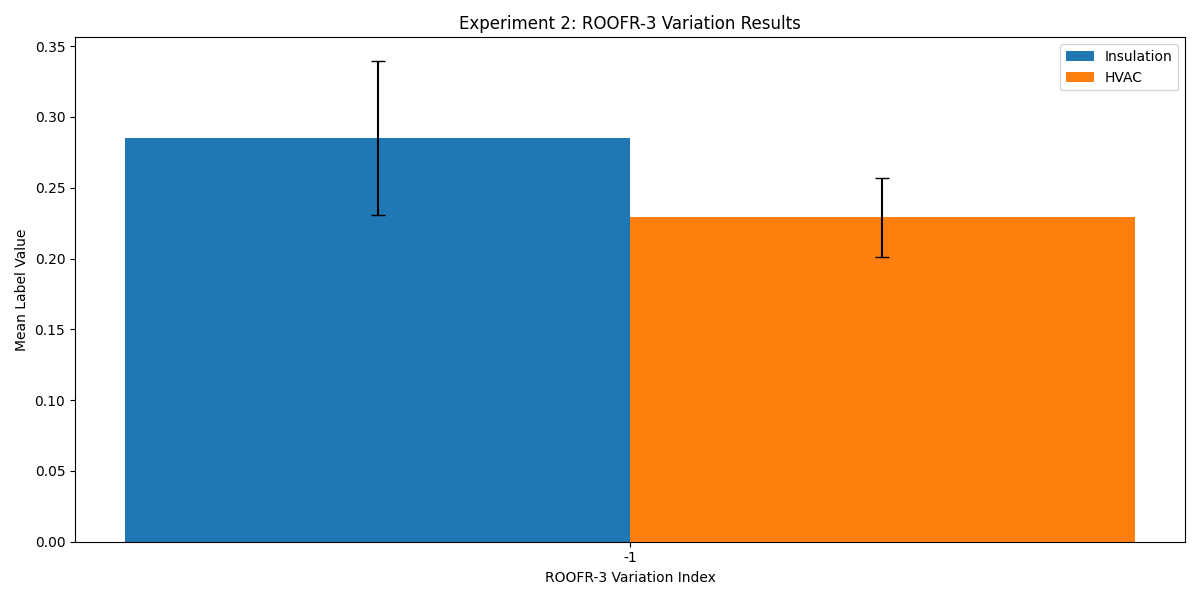 Experiment 2: ROOFR-3 Variation Results
Insulation
HVAC
Mean Label Value
0.35
0.30
0.25
0.20
0.15
0.10
0.05
0.00
-1
ROOFR-3 Variation Index